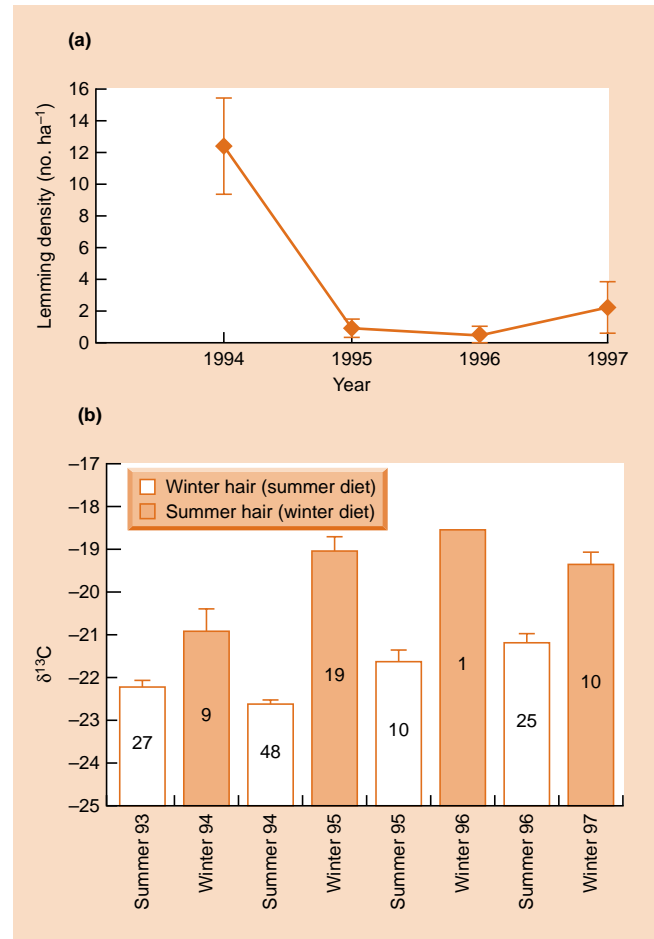 (a)
Lemming density (no. ha⁻¹)
16
14
12
10
8
6
4
2
0
1994
1995
1996
1997
Year
(b)
δ¹³C
–17
–18
–19
–20
–21
–22
–23
–24
–25
Winter hair (summer diet)
Summer hair (winter diet)
27
9
48
19
10
1
25
10
Summer 93
Winter 94
Summer 94
Winter 95
Summer 95
Winter 96
Summer 96
Winter 97